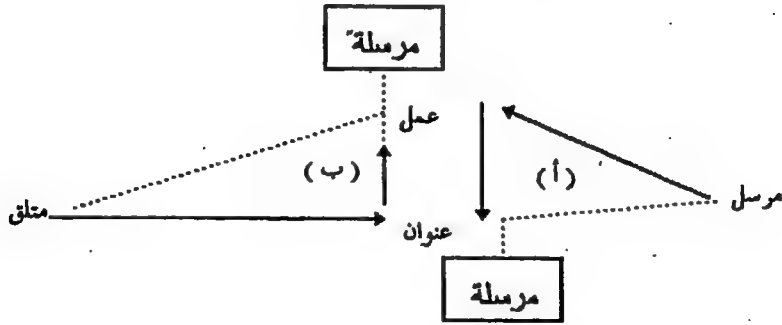 مرسلة
عمل
(أ)
(ب)
مرسل
عنوان
متلق
مرسلة